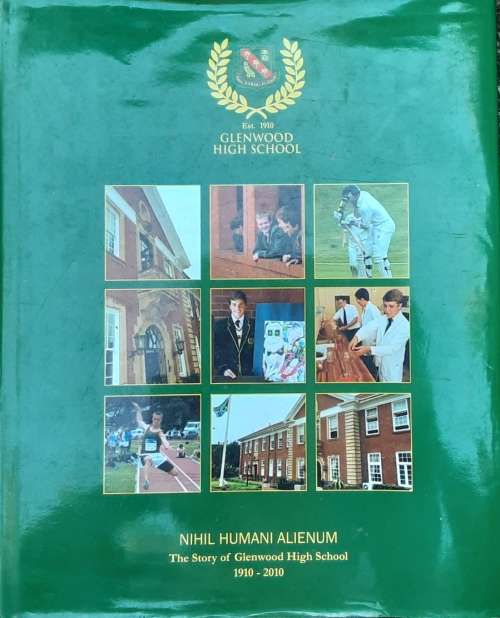 Est. 1910
GLENWOOD
HIGH SCHOOL
NIHIL HUMANI ALIENUM
The Story of Glenwood High School
1910 - 2010